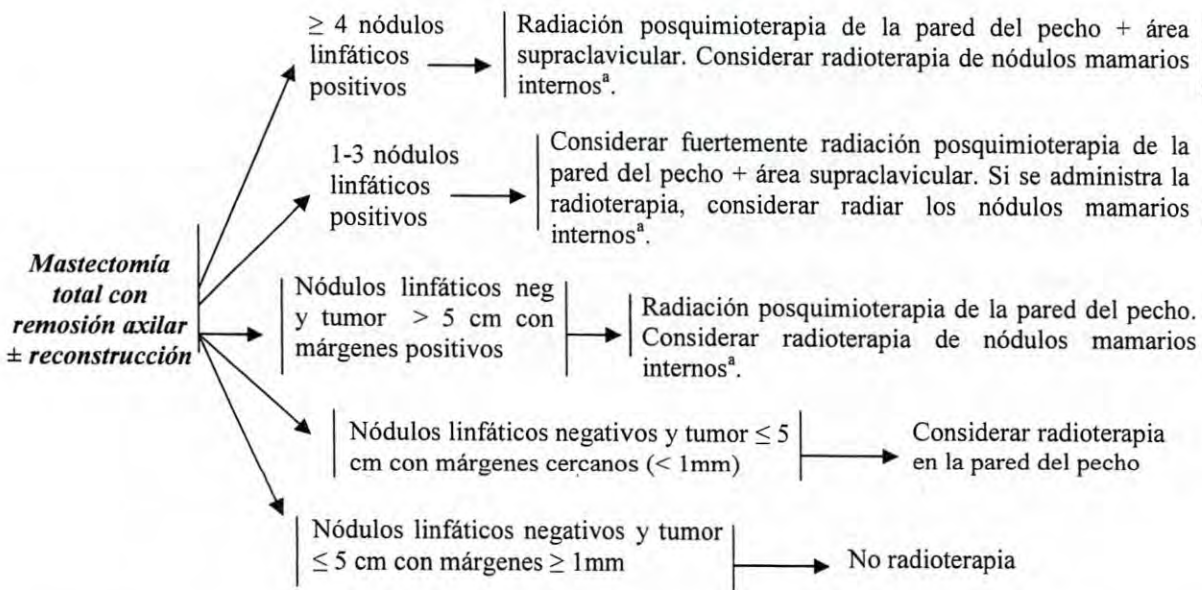 ≥ 4 nódulos
linfáticos
positivos
Radiación posquimioterapia de la pared del pecho + área
supraclavicular. Considerar radioterapia de nódulos mamarios
internosª.
1-3 nódulos
linfáticos
positivos
Considerar fuertemente radiación posquimioterapia de la
pared del pecho + área supraclavicular. Si se administra la
radioterapia, considerar radiar los nódulos mamarios
internosª.
Mastectomía
total con
remosión axilar
± reconstrucción
Nódulos linfáticos neg
y tumor > 5 cm con
márgenes positivos
Radiación posquimioterapia de la pared del pecho.
Considerar radioterapia de nódulos mamarios
internosª.
Nódulos linfáticos negativos y tumor ≤ 5
cm con márgenes cercanos (< 1mm)
Considerar radioterapia
en la pared del pecho
Nódulos linfáticos negativos y tumor
≤ 5 cm con márgenes ≥ 1mm
No radioterapia